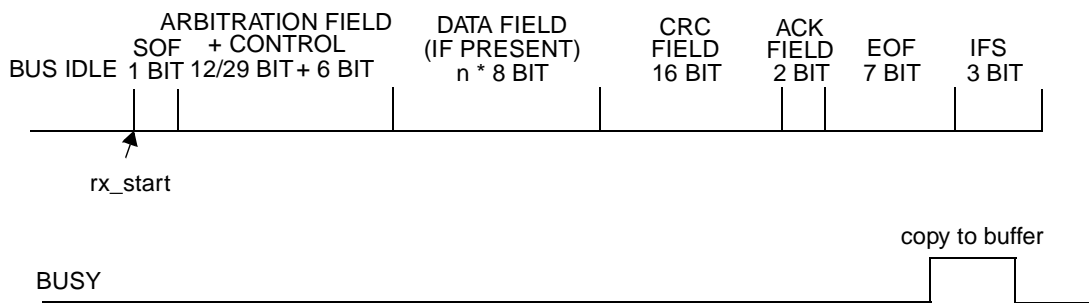 BUS IDLE
SOF
1 BIT
ARBITRATION FIELD
+ CONTROL
12/29 BIT + 6 BIT
DATA FIELD
(IF PRESENT)
n * 8 BIT
CRC
FIELD
16 BIT
ACK
FIELD
2 BIT
EOF
7 BIT
IFS
3 BIT
rx_start
copy to buffer
BUSY